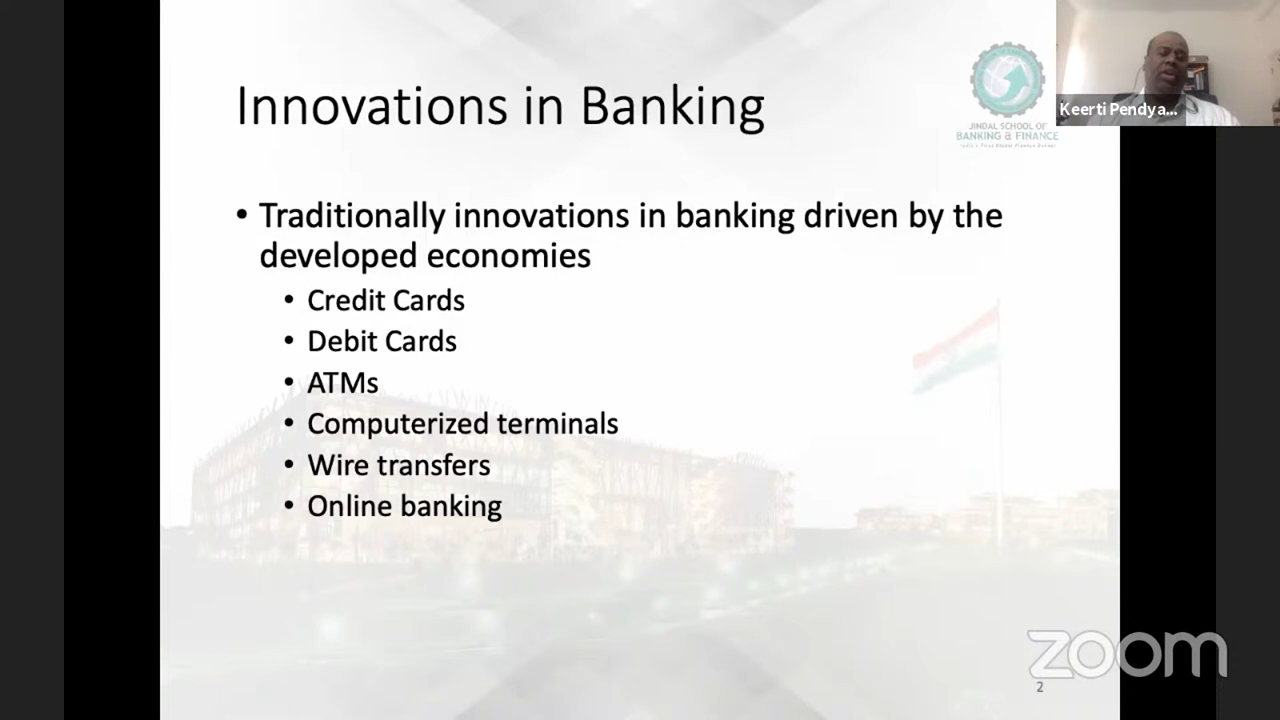 Innovations in Banking
JINDAL SCHOOL OF
BANKING & FINANCE
Keerti Pendya...
• Traditionally innovations in banking driven by the
developed economies
• Credit Cards
• Debit Cards
• ATMs
• Computerized terminals
• Wire transfers
• Online banking
zoom
2